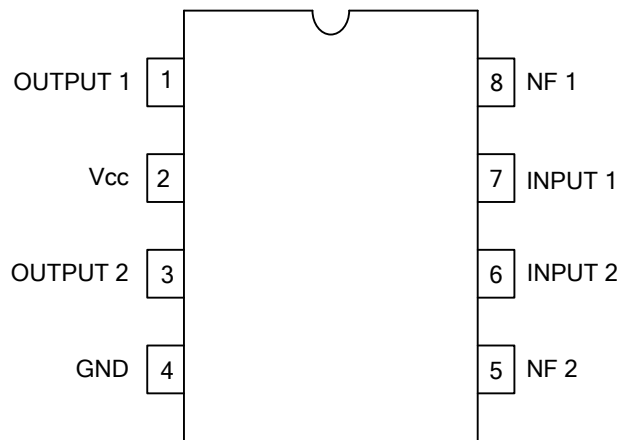 OUTPUT 1 1 8 NF 1
Vcc 2 7 INPUT 1
OUTPUT 2 3 6 INPUT 2
GND 4 5 NF 2